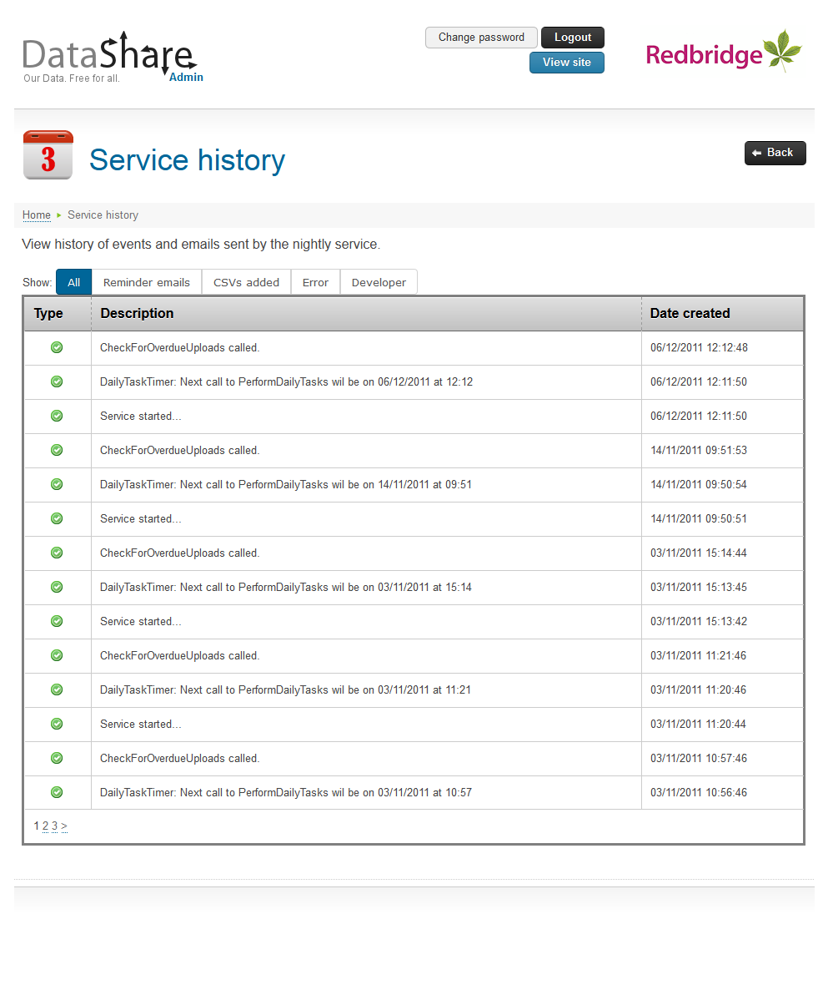 DataShare
Our Data. Free for all.
Admin
Change password
Logout
View site
Redbridge
3
Service history
Back
Home
Service history
View history of events and emails sent by the nightly service.
Show: All Reminder emails CSVs added Error Developer
Type Description Date created
CheckForOverdueUploads called. 06/12/2011 12:12:48
DailyTaskTimer: Next call to PerformDailyTasks wil be on 06/12/2011 at 12:12 06/12/2011 12:11:50
Service started... 06/12/2011 12:11:50
CheckForOverdueUploads called. 14/11/2011 09:51:53
DailyTaskTimer: Next call to PerformDailyTasks wil be on 14/11/2011 at 09:51 14/11/2011 09:50:54
Service started... 14/11/2011 09:50:51
CheckForOverdueUploads called. 03/11/2011 15:14:44
DailyTaskTimer: Next call to PerformDailyTasks wil be on 03/11/2011 at 15:14 03/11/2011 15:13:45
Service started... 03/11/2011 15:13:42
CheckForOverdueUploads called. 03/11/2011 11:21:46
DailyTaskTimer: Next call to PerformDailyTasks wil be on 03/11/2011 at 11:21 03/11/2011 11:20:46
Service started... 03/11/2011 11:20:44
CheckForOverdueUploads called. 03/11/2011 10:57:46
DailyTaskTimer: Next call to PerformDailyTasks wil be on 03/11/2011 at 10:57 03/11/2011 10:56:46
1 2 3 >